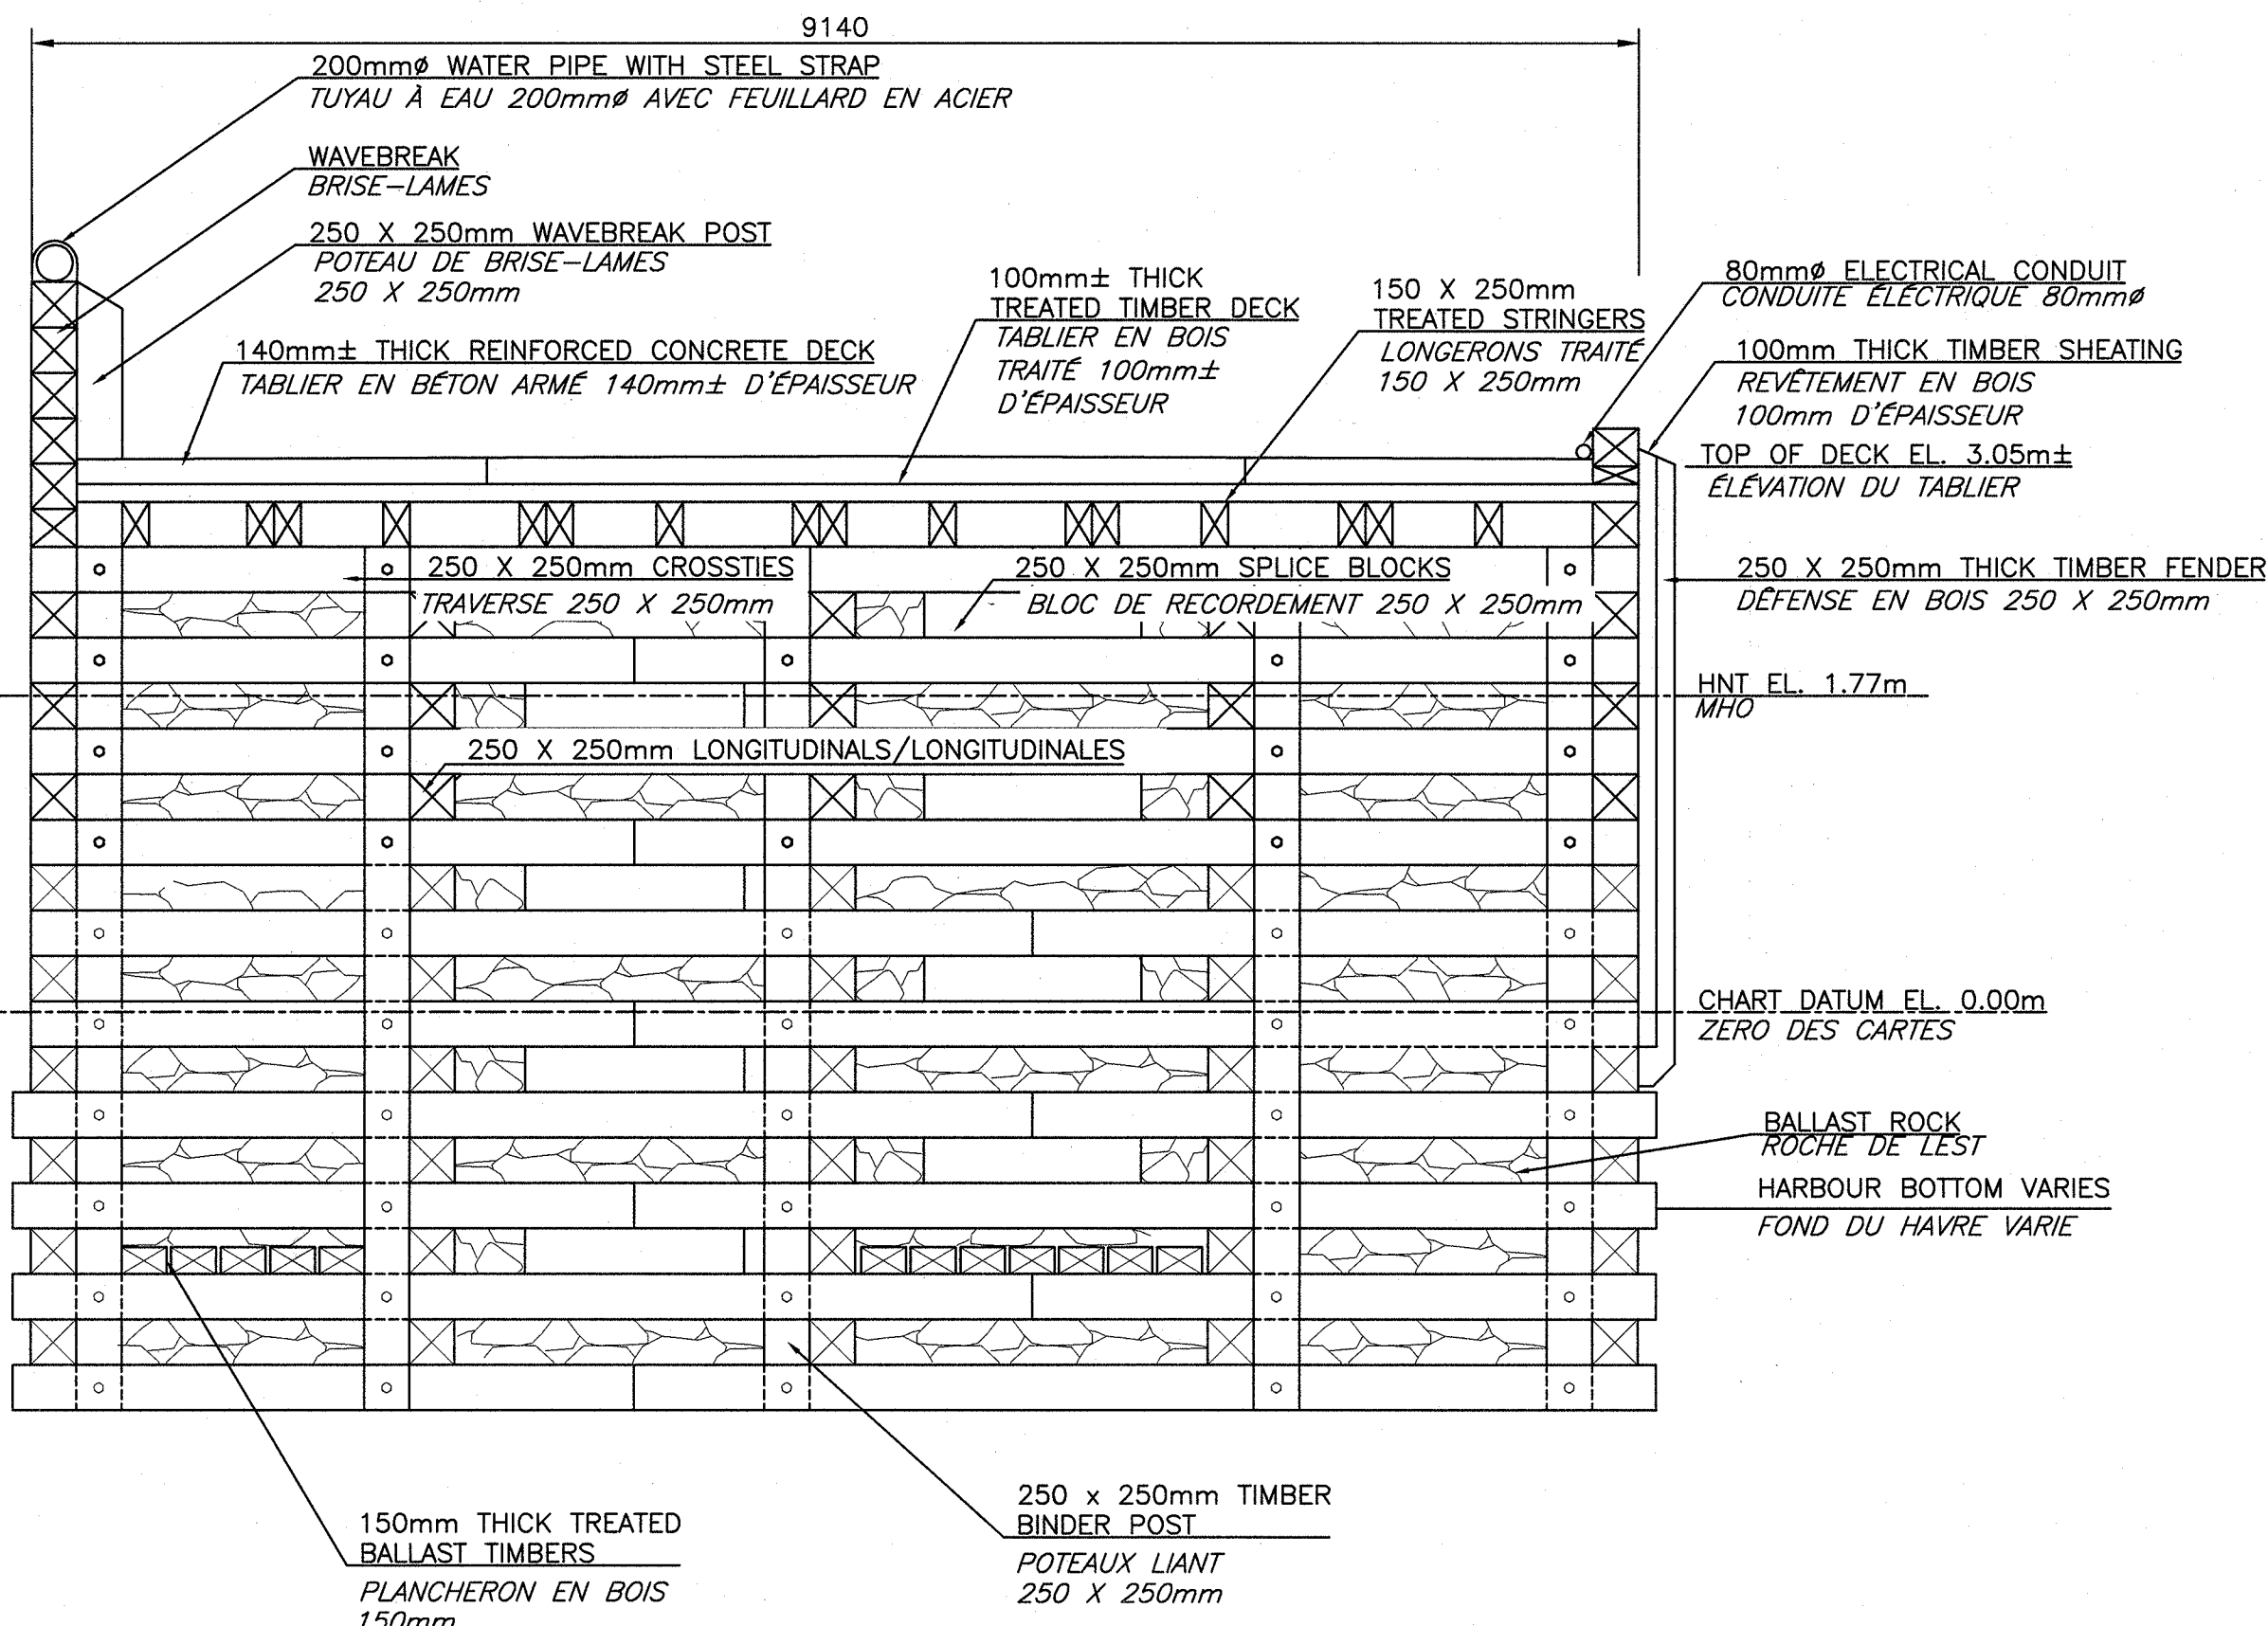 9140
200mmø WATER PIPE WITH STEEL STRAP
TUYAU À EAU 200mmø AVEC FEUILLARD EN ACIER
WAVEBREAK
BRISE-LAMES
250 X 250mm WAVEBREAK POST
POTEAU DE BRISE-LAMES
250 X 250mm
140mm± THICK REINFORCED CONCRETE DECK
TABLIER EN BÉTON ARMÉ 140mm± D'ÉPAISSEUR
100mm± THICK
TREATED TIMBER DECK
TABLIER EN BOIS
TRAITÉ 100mm±
D'ÉPAISSEUR
150 X 250mm
TREATED STRINGERS
LONGERONS TRAITÉ
150 X 250mm
80mmø ELECTRICAL CONDUIT
CONDUITE ÉLECTRIQUE 80mmø
100mm THICK TIMBER SHEATING
REVÊTEMENT EN BOIS
100mm D'ÉPAISSEUR
TOP OF DECK EL. 3.05m±
ÉLÉVATION DU TABLIER
250 X 250mm CROSSTIES
TRAVERSE 250 X 250mm
250 X 250mm SPLICE BLOCKS
BLOC DE RECORDEMENT 250 X 250mm
250 X 250mm THICK TIMBER FENDER
DÉFENSE EN BOIS 250 X 250mm
HNT EL. 1.77m
MHO
250 X 250mm LONGITUDINALS/LONGITUDINALES
CHART DATUM EL. 0.00m
ZERO DES CARTES
BALLAST ROCK
ROCHE DE LEST
HARBOUR BOTTOM VARIES
FOND DU HAVRE VARIE
150mm THICK TREATED
BALLAST TIMBERS
PLANCHERON EN BOIS
150mm
250 x 250mm TIMBER
BINDER POST
POTEAUX LIANT
250 X 250mm